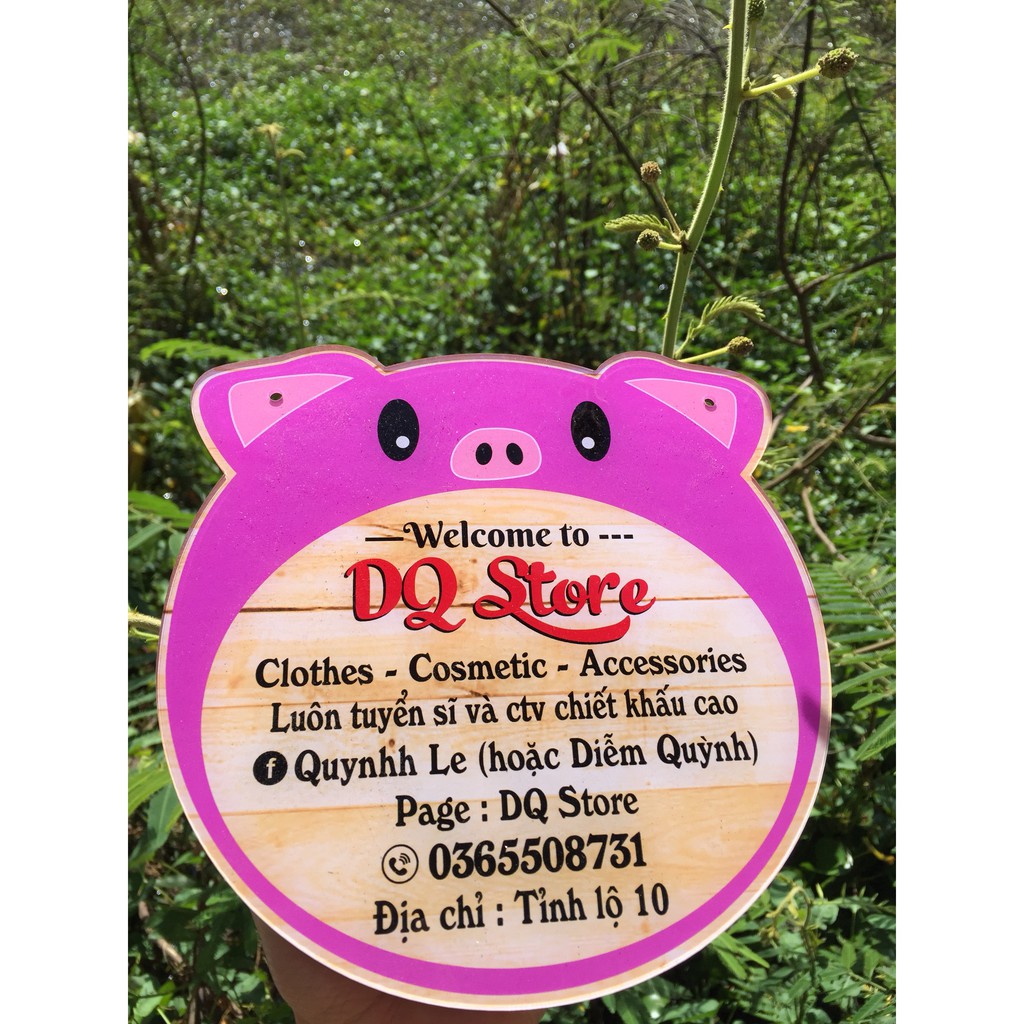 —Welcome to ---
DQ Store
Clothes - Cosmetic - Accessories
Luôn tuyển sĩ và ctv chiết khấu cao
f Quynhh Le (hoặc Diễm Quỳnh)
Page : DQ Store
0365508731
Địa chỉ : Tỉnh lộ 10